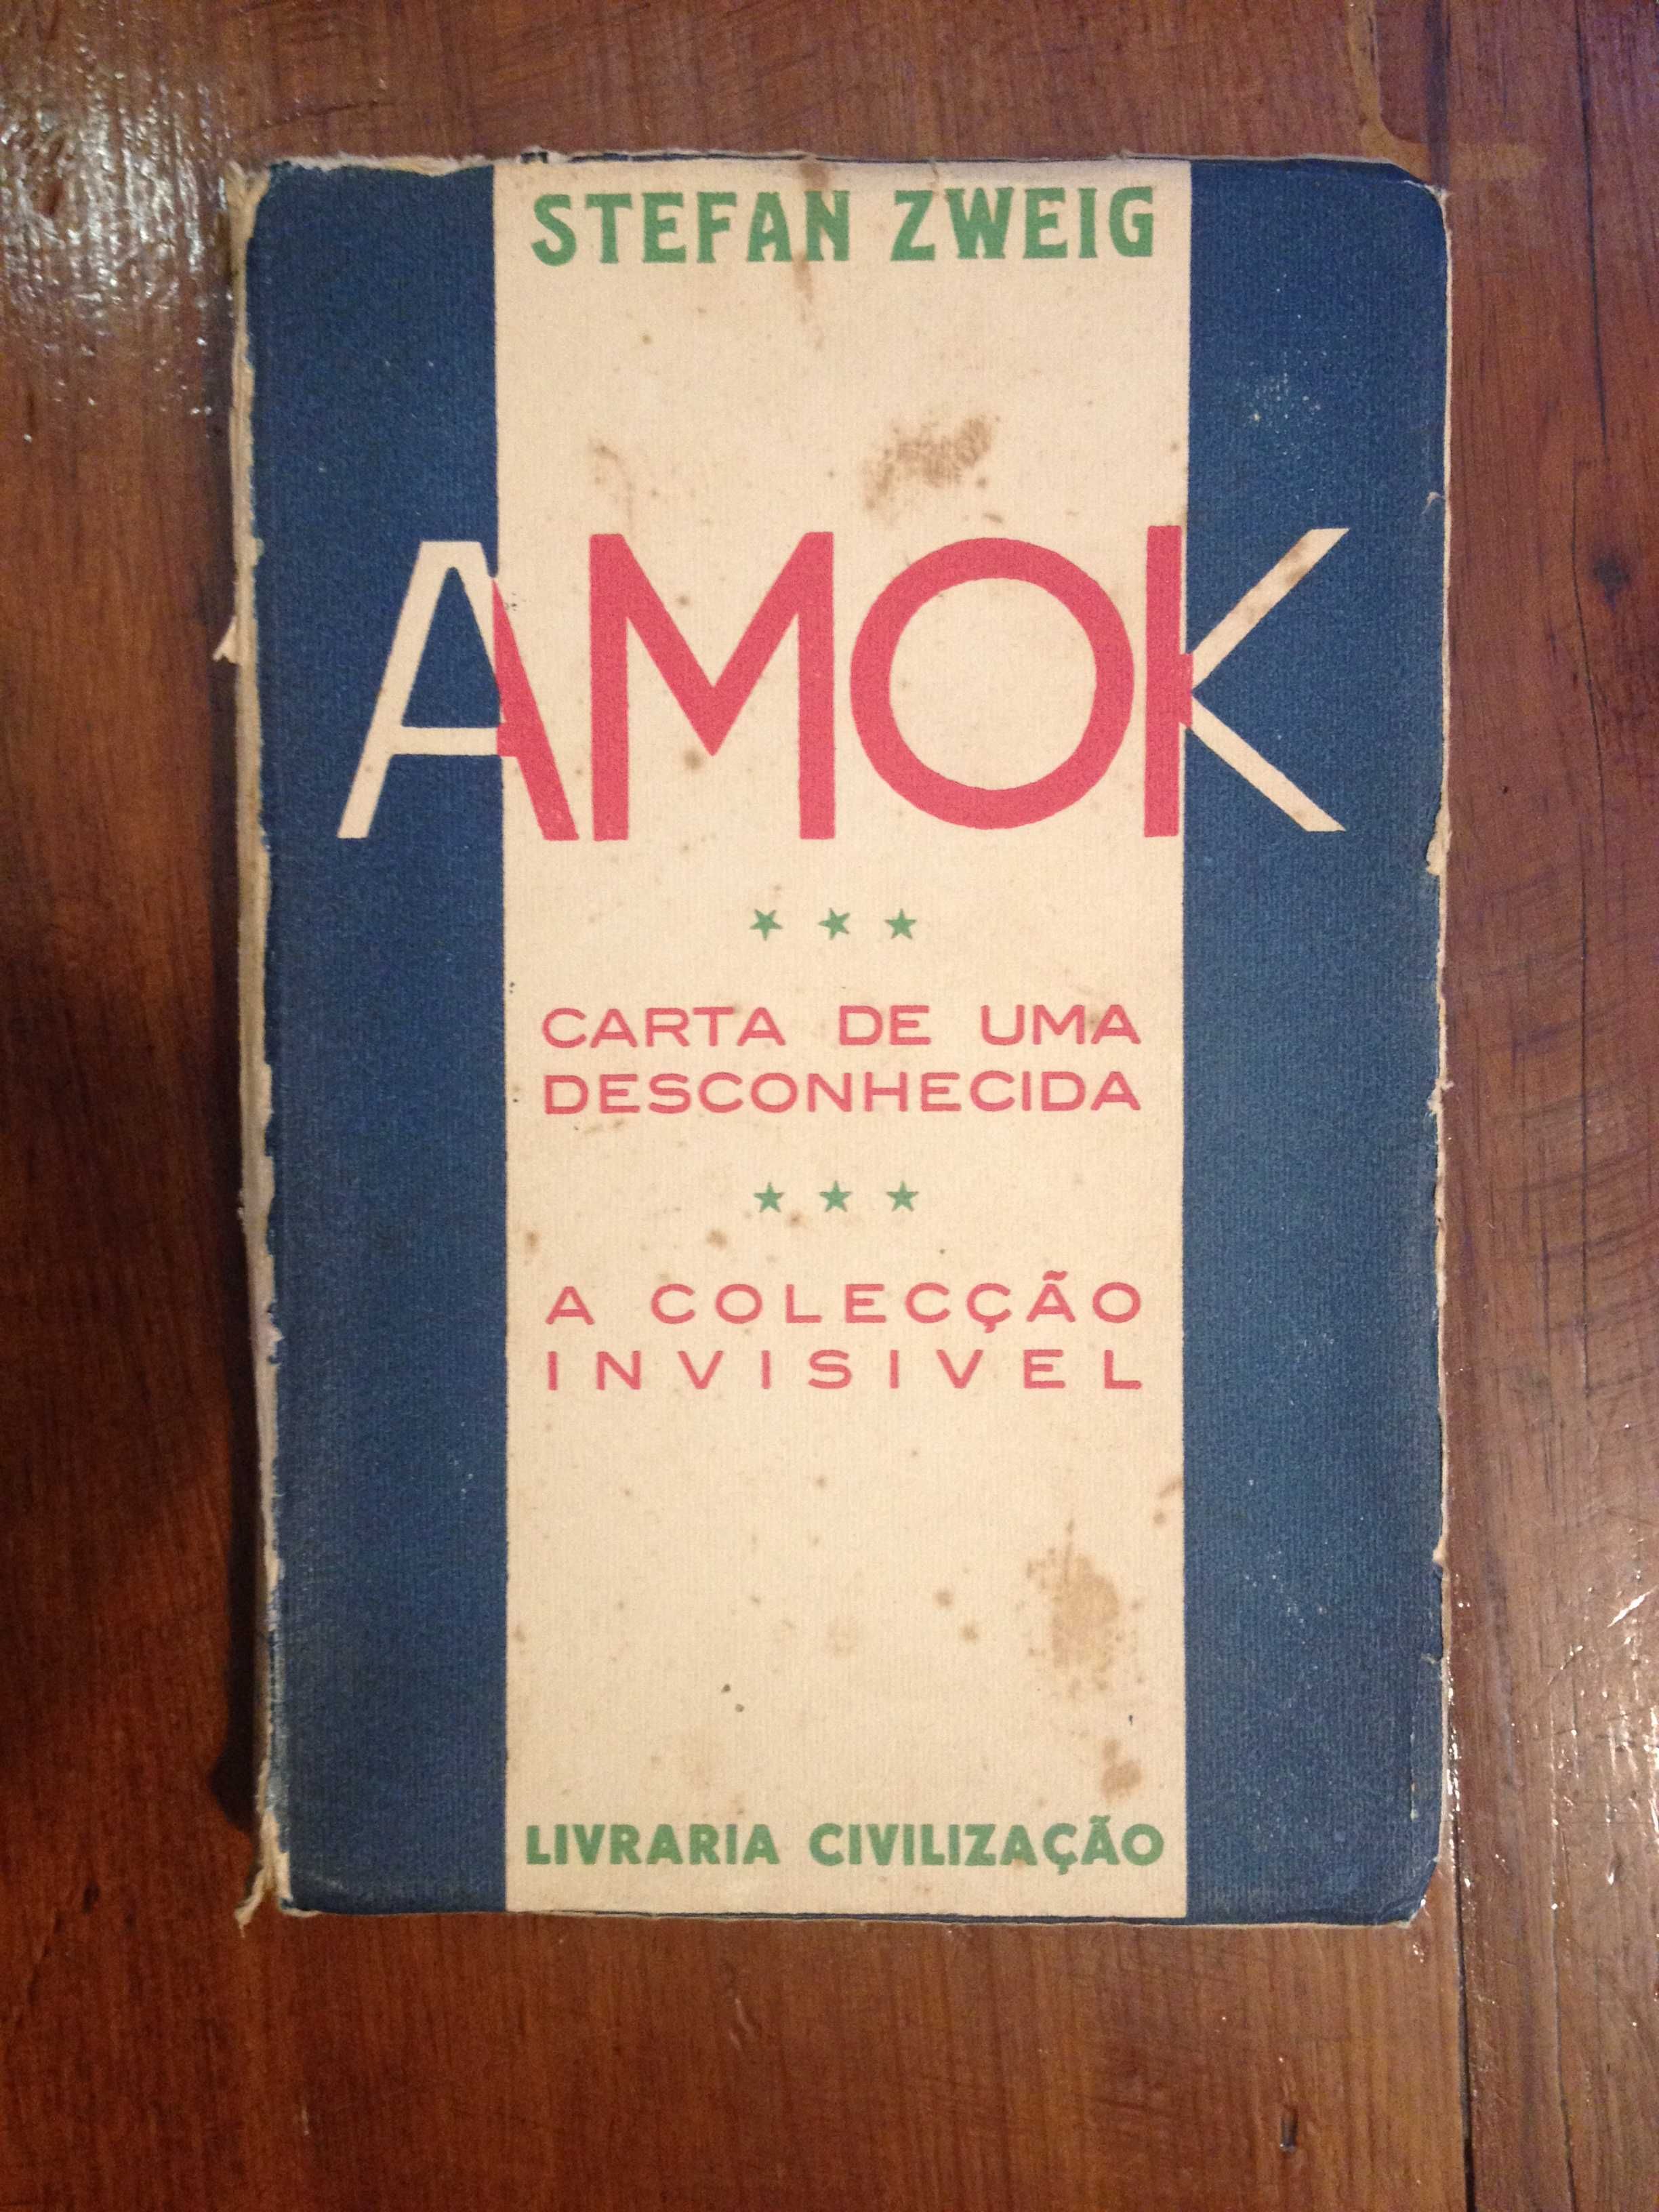 STEFAN ZWEIG
AMOK
CARTA DE UMA
DESCONHECIDA
A COLECÇÃO
INVISIVEL
LIVRARIA CIVILIZAÇÃO